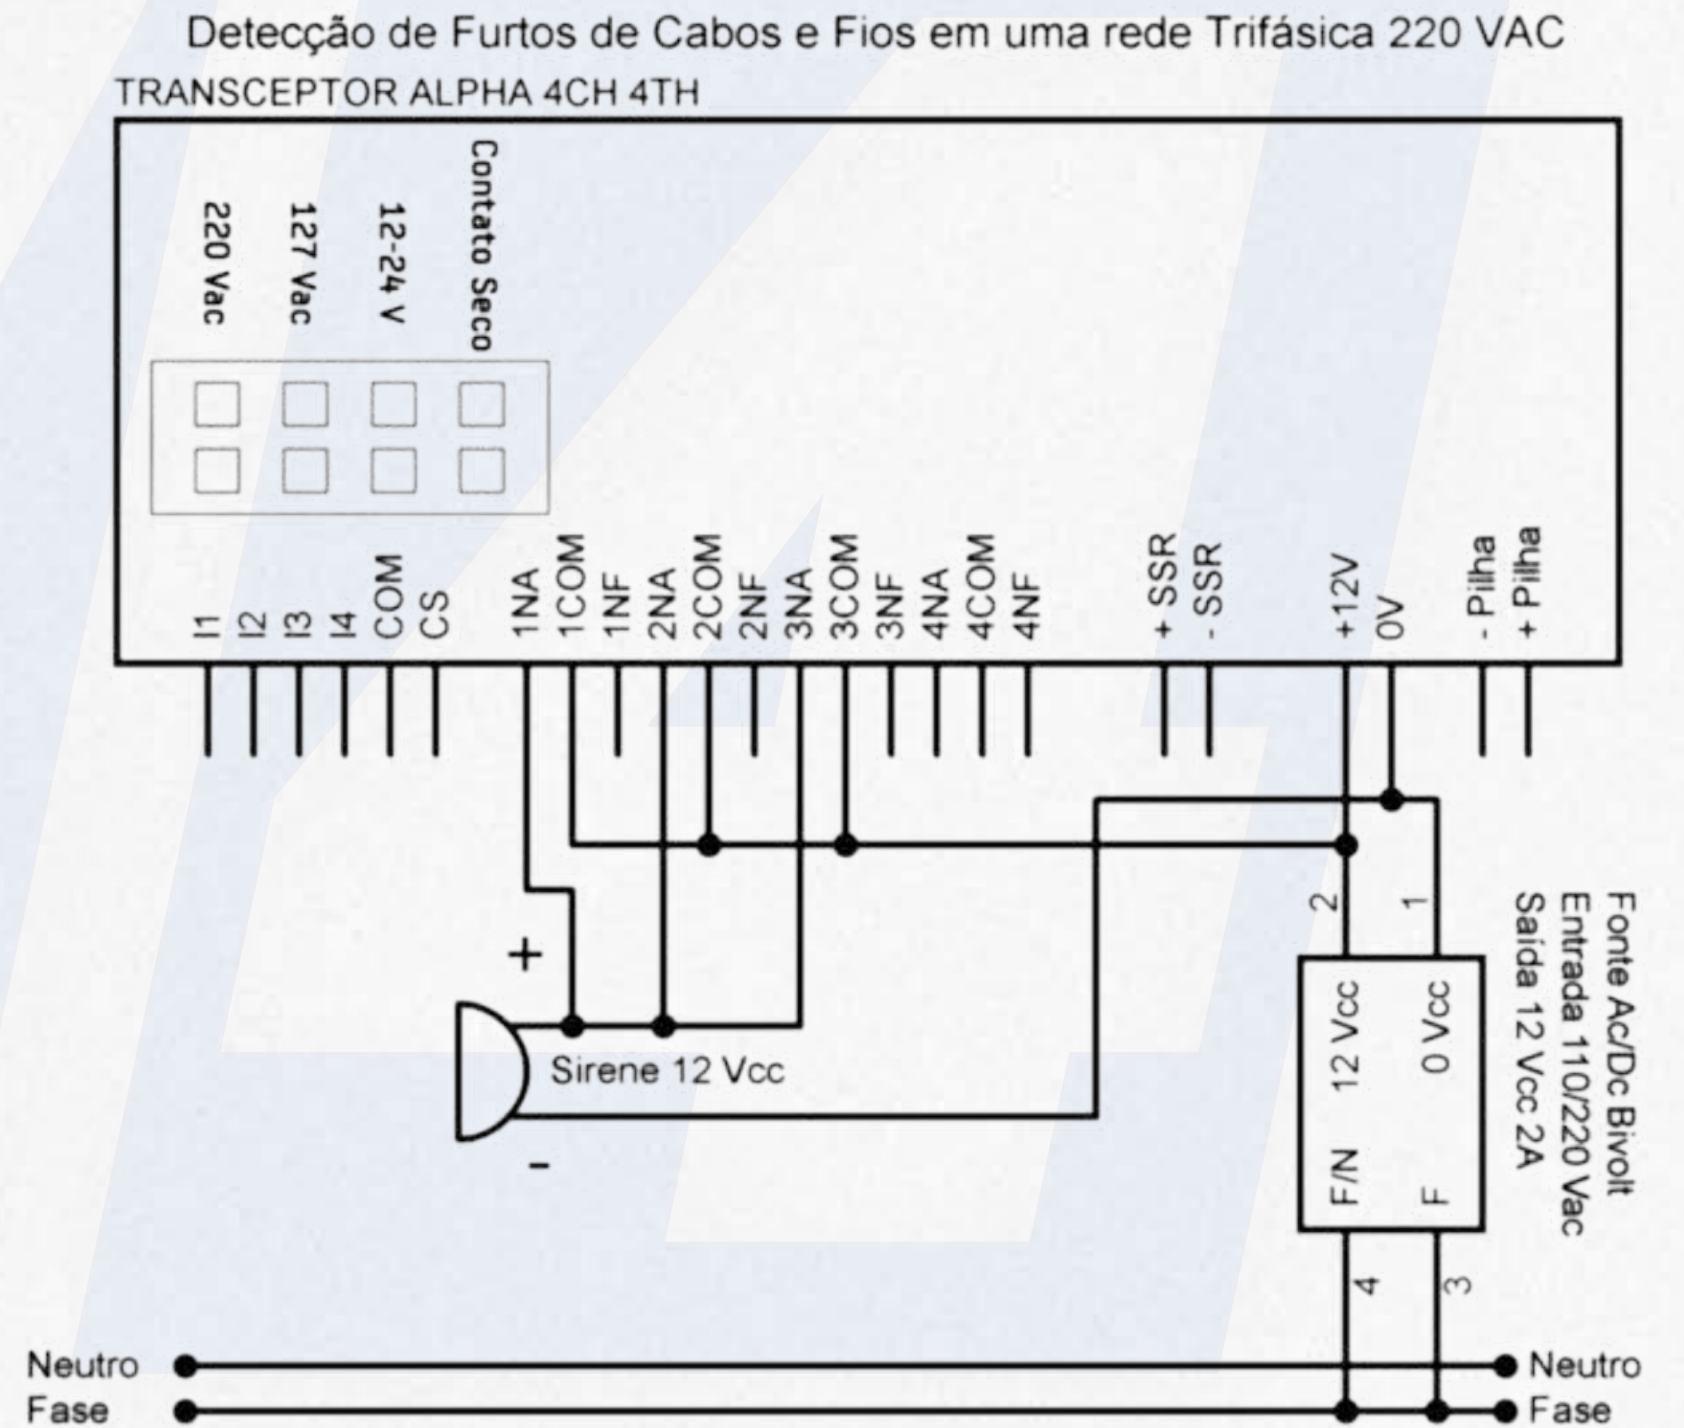 Detecção de Furtos de Cabos e Fios em uma rede Trifásica 220 VAC
TRANSCEPTOR ALPHA 4CH 4TH
220 Vac
127 Vac
12-24 V
Contato Seco
I1
I2
I3
I4
COM
CS
1NA
1COM
1NF
2NA
2COM
2NF
3NA
3COM
3NF
4NA
4COM
4NF
+ SSR
- SSR
+12V
0V
- Pilha
+ Pilha
2
1
Fonte Ac/Dc Bivolt
Entrada 110/220 Vac
Saída 12 Vcc 2A
+
Sirene 12 Vcc
-
12 Vcc
0 Vcc
F/N
F
4
3
Neutro
Neutro
Fase
Fase